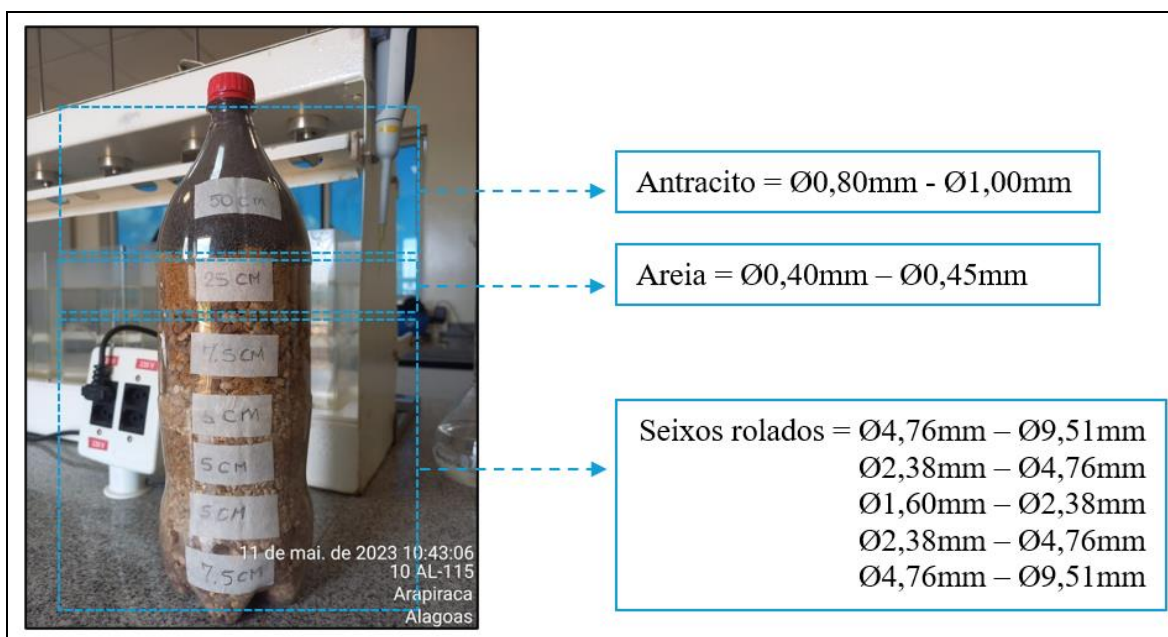 50 cm
25 CM
7.5 CM
5 CM
5 CM
5 CM
7.5 CM
11 de mai. de 2023 10:43:06
10 AL-115
Arapiraca
Alagoas
Antracito = Ø0,80mm - Ø1,00mm
Areia = Ø0,40mm – Ø0,45mm
Seixos rolados = Ø4,76mm – Ø9,51mm
Ø2,38mm – Ø4,76mm
Ø1,60mm – Ø2,38mm
Ø2,38mm – Ø4,76mm
Ø4,76mm – Ø9,51mm